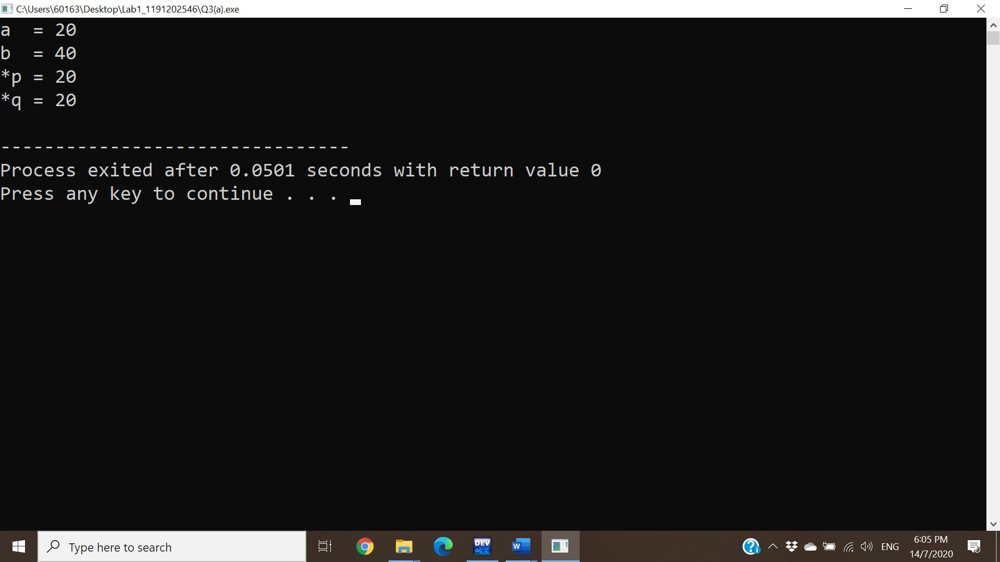 C:\Users\60163\Desktop\Lab1_1191202546\Q3(a).exe
a  = 20
b  = 40
*p = 20
*q = 20
--------------------------------
Process exited after 0.0501 seconds with return value 0
Press any key to continue . . .
Type here to search
DEV
C++
W
ENG
6:05 PM
14/7/2020